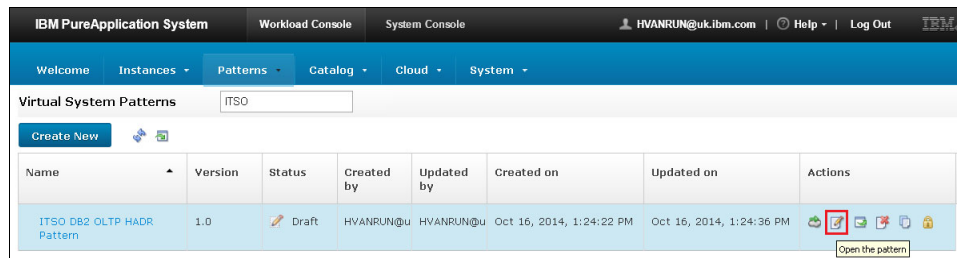 IBM PureApplication System Workload Console System Console HVANRUN@uk.ibm.com | Help | Log Out IBM
Welcome Instances Patterns Catalog Cloud System
Virtual System Patterns ITSO
Create New
Name Version Status Created by Updated by Created on Updated on Actions
ITSO DB2 OLTP HADR 1.0 Draft HVANRUN@u HVANRUN@u Oct 16, 2014, 1:24:22 PM Oct 16, 2014, 1:24:36 PM
Pattern
Open the pattern